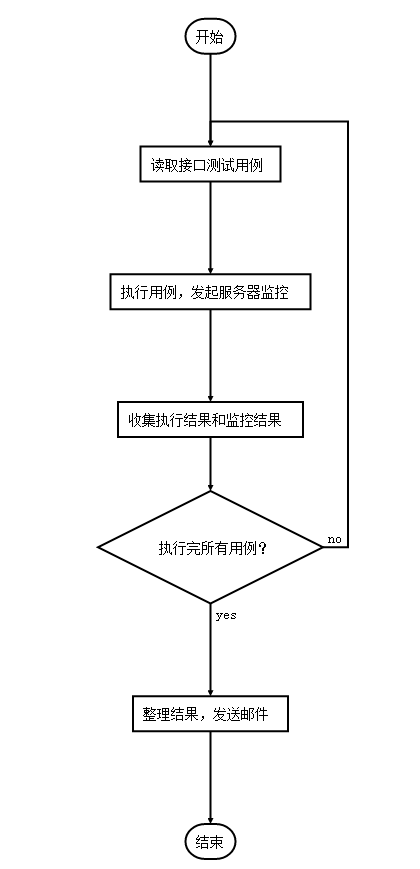 开始
读取接口测试用例
执行用例，发起服务器监控
收集执行结果和监控结果
执行完所有用例？
no
yes
整理结果，发送邮件
结束